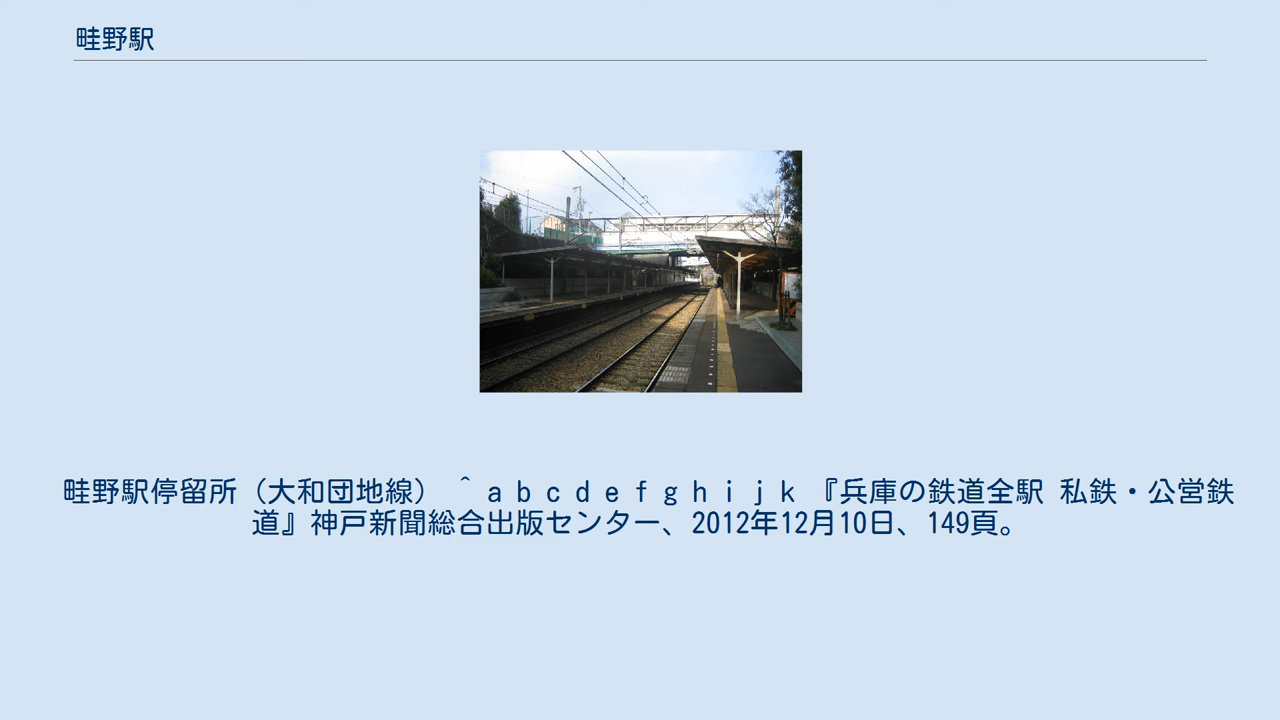 畦野駅
畦野駅停留所（大和団地線） ^ a b c d e f g h i j k 『兵庫の鉄道全駅 私鉄・公営鉄
道』神戸新聞総合出版センター、2012年12月10日、149頁。